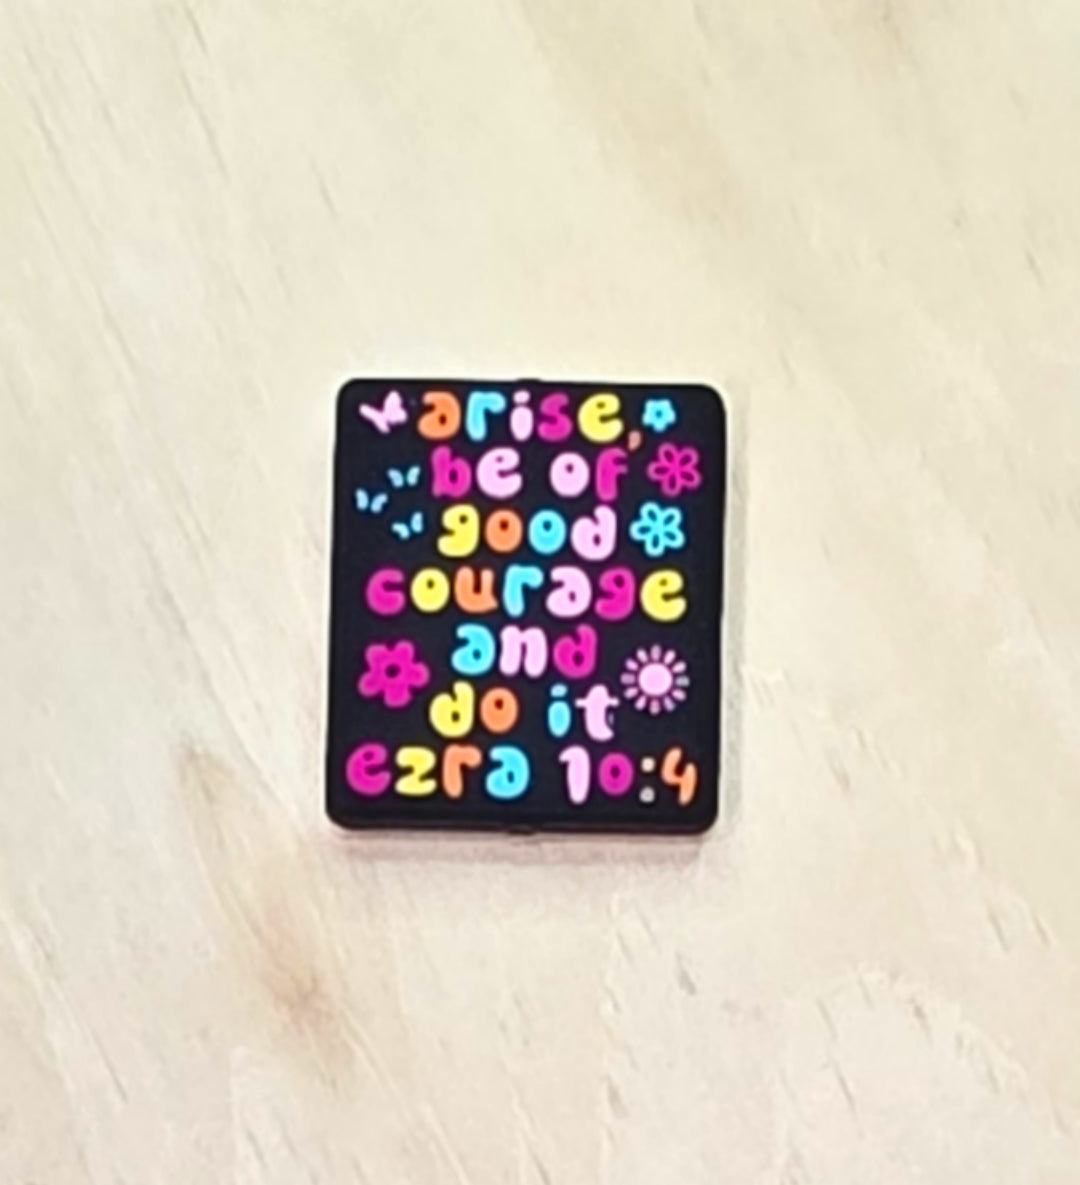 arise,
be of
good
courage
and
do it
ezra 10:4